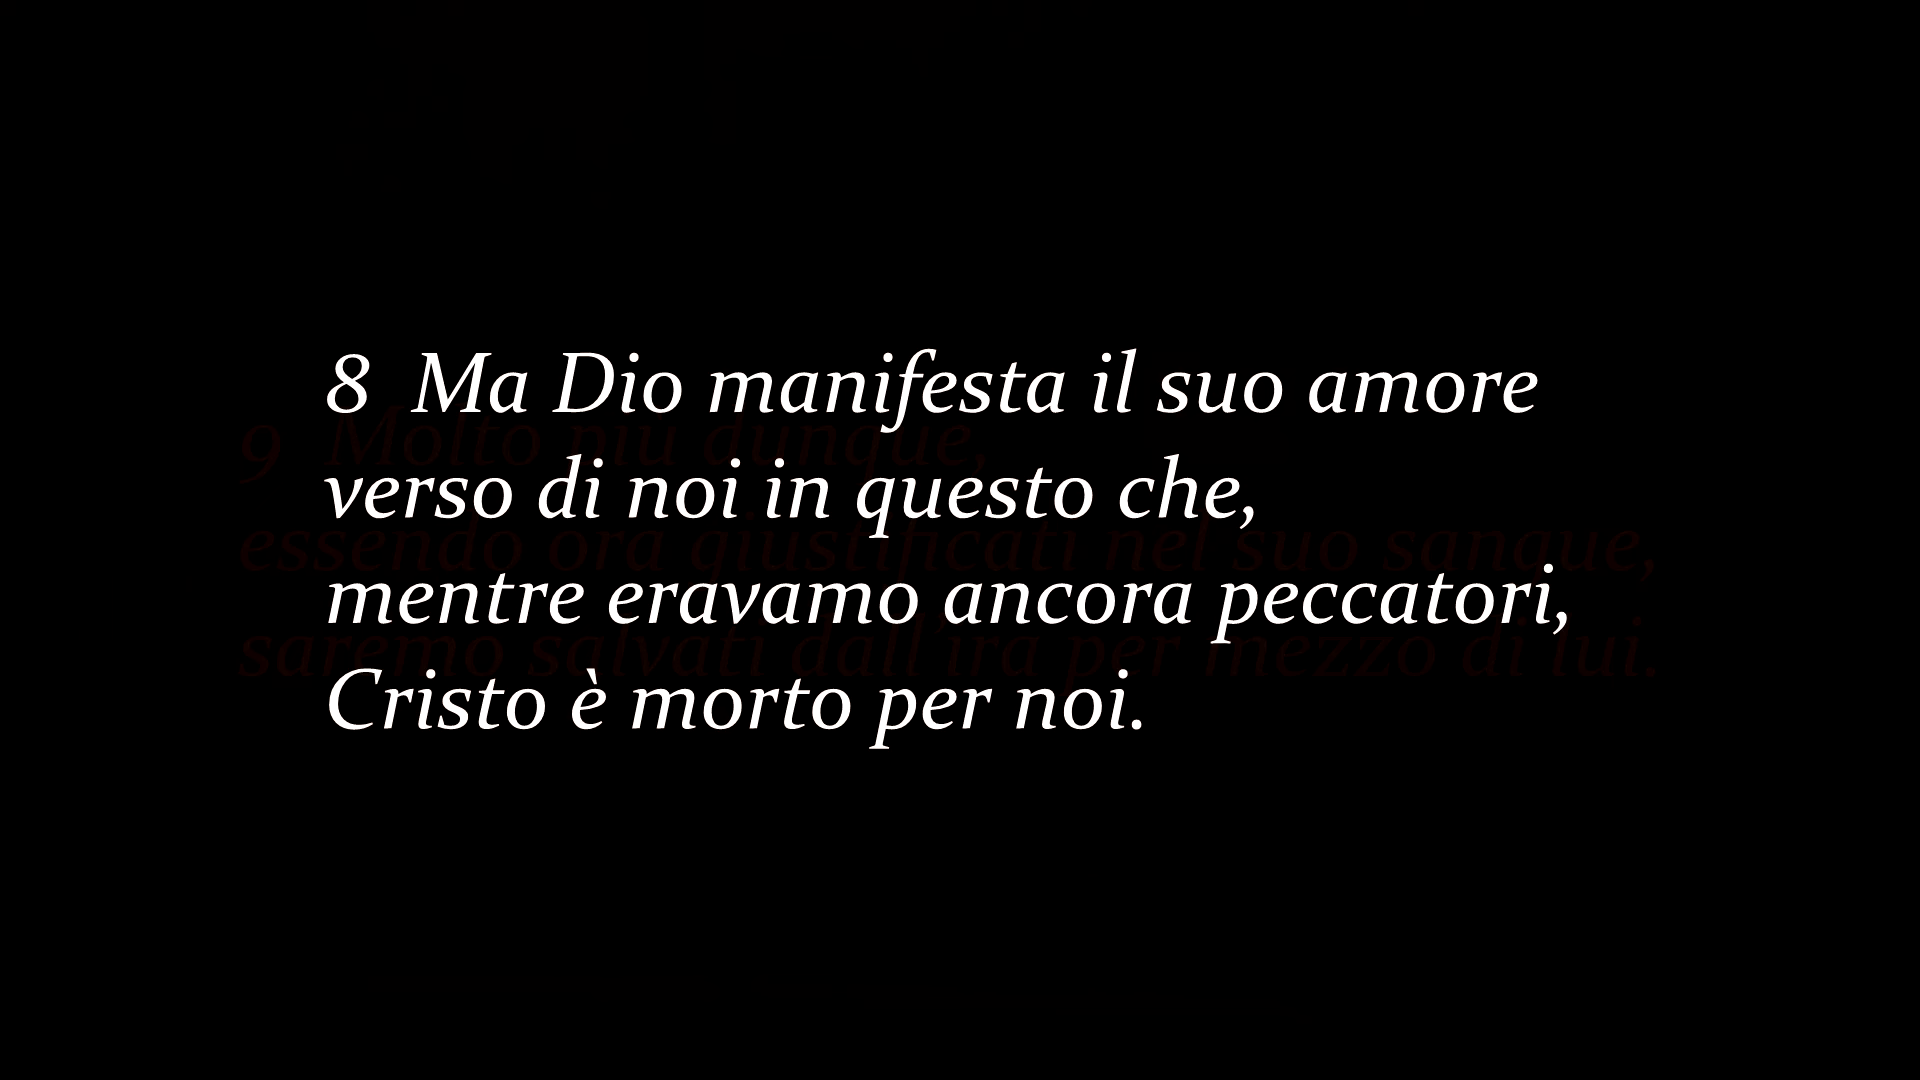 8 Ma Dio manifesta il suo amore
verso di noi in questo che,
mentre eravamo ancora peccatori,
Cristo è morto per noi.
9 Molto più dunque,
essendo ora giustificati nel suo sangue,
saremo salvati dall'ira per mezzo di lui.